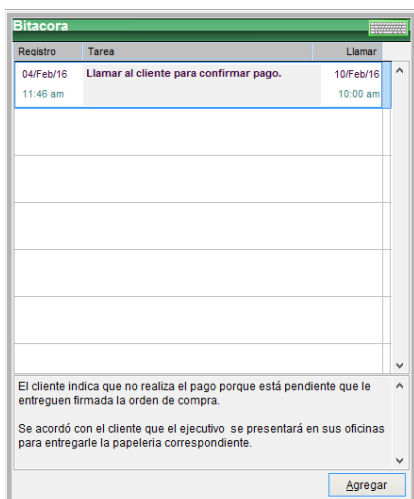 Bitacora
Registro Tarea Llamar
04/Feb/16 Llamar al cliente para confirmar pago. 10/Feb/16
11:46 am 10:00 am
El cliente indica que no realiza el pago porque está pendiente que le
entreguen firmada la orden de compra.
Se acordó con el cliente que el ejecutivo se presentará en sus oficinas
para entregarle la papeleria correspondiente.
Agregar